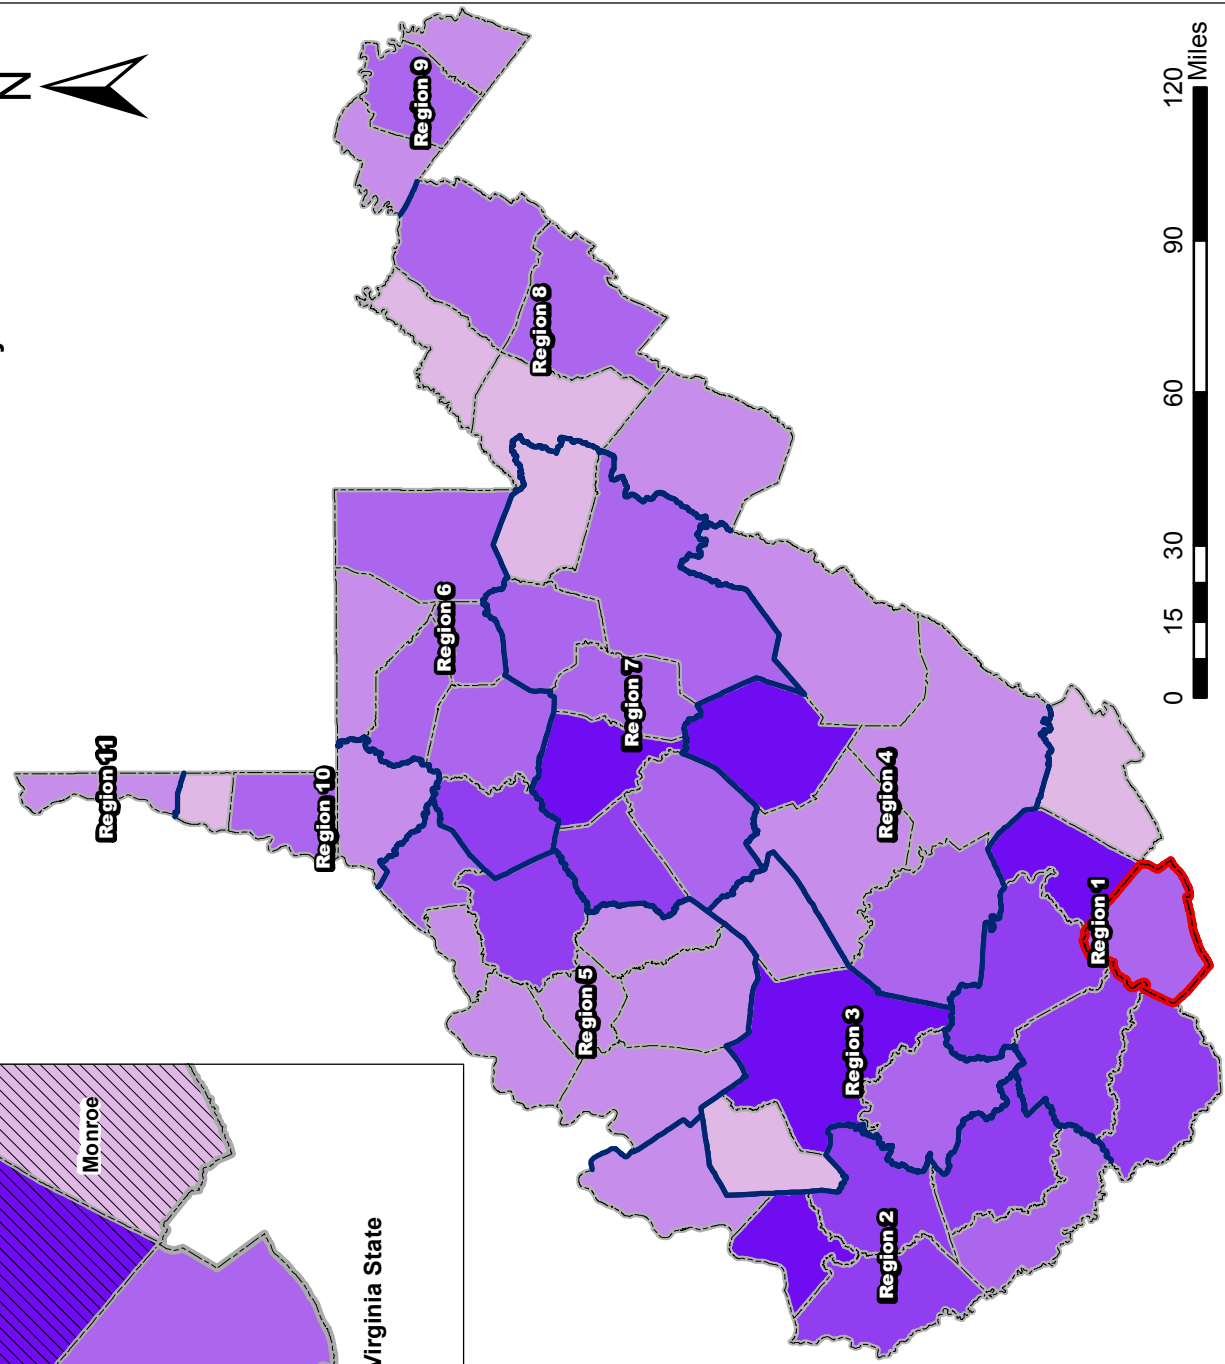 N
Region 11
Region 10
Region 9
Region 8
Region 6
Region 7
Region 5
Region 4
Region 3
Region 1
Region 2
Monroe
Virginia State
0 15 30 60 90 120
Miles